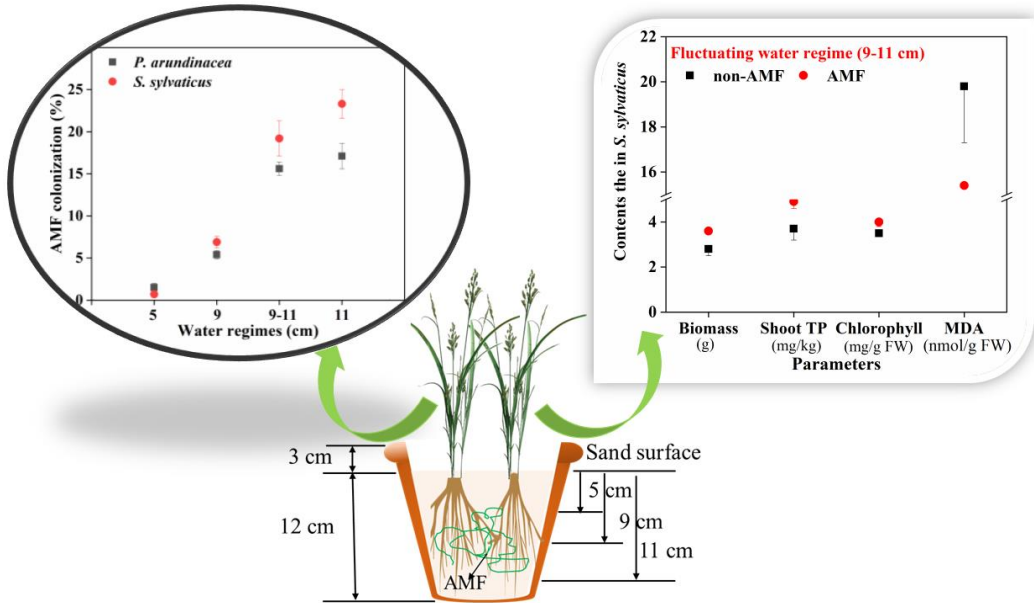 P. arundinacea
S. sylvaticus
AMF colonization (%)
25
20
15
10
5
0
5
9
9-11
11
Water regimes (cm)
Fluctuating water regime (9-11 cm)
non-AMF
AMF
Contents the in S. sylvaticus
22
20
18
16
4
2
0
Biomass
(g)
Shoot TP
(mg/kg)
Chlorophyll
(mg/g FW)
MDA
(nmol/g FW)
Parameters
3 cm
12 cm
Sand surface
5 cm
9 cm
11 cm
AMF